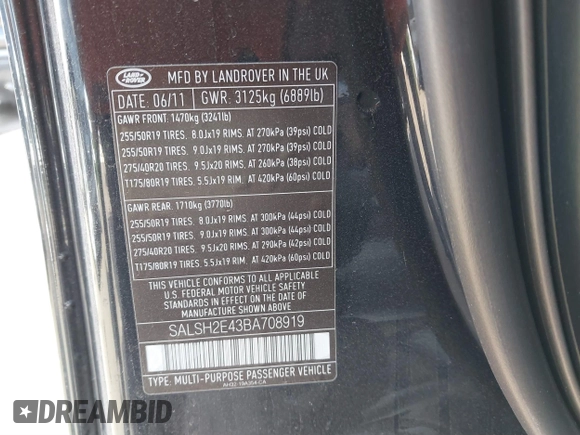 LAND ROVER
MFD BY LANDROVER IN THE UK
DATE: 06/11 GWR: 3125kg (6889lb)
GAWR FRONT: 1470kg (3241lb)
255/50R19 TIRES. 8.0Jx19 RIMS. AT 270kPa (39psi) COLD
255/50R19 TIRES. 9.0Jx19 RIMS. AT 270kPa (39psi) COLD
275/40R20 TIRES. 9.5Jx20 RIMS. AT 260kPa (38psi) COLD
T175/80R19 TIRES. 5.5Jx19 RIM. AT 420kPa (60psi) COLD
GAWR REAR: 1710kg (3770lb)
255/50R19 TIRES. 8.0Jx19 RIMS. AT 300kPa (44psi) COLD
255/50R19 TIRES. 9.0Jx19 RIMS. AT 300kPa (44psi) COLD
275/40R20 TIRES. 9.5Jx20 RIMS. AT 290kPa (42psi) COLD
T175/80R19 TIRES. 5.5Jx19 RIM. AT 420kPa (60psi) COLD
THIS VEHICLE CONFORMS TO ALL APPLICABLE
U.S. FEDERAL MOTOR VEHICLE SAFETY
STANDARDS IN EFFECT ON THE DATE OF
MANUFACTURE SHOWN ABOVE.
SALSH2E43BA708919
TYPE: MULTI-PURPOSE PASSENGER VEHICLE
AH32-19A354-CA
DREAMBID